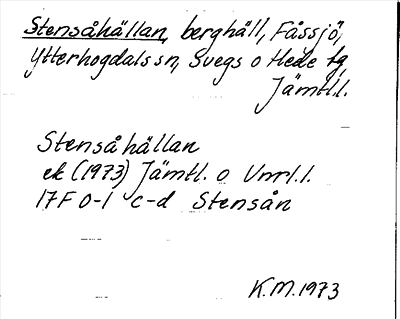 Stensåhällan, berghäll, Fåssjö,
Ytterhogdals sn, Svegs o Hede tg,
Jämtl.l.
Stensåhällan
ek (1973) Jämtl. o Vnrl.l.
17F 0-1 c-d Stensån
K.M. 1973